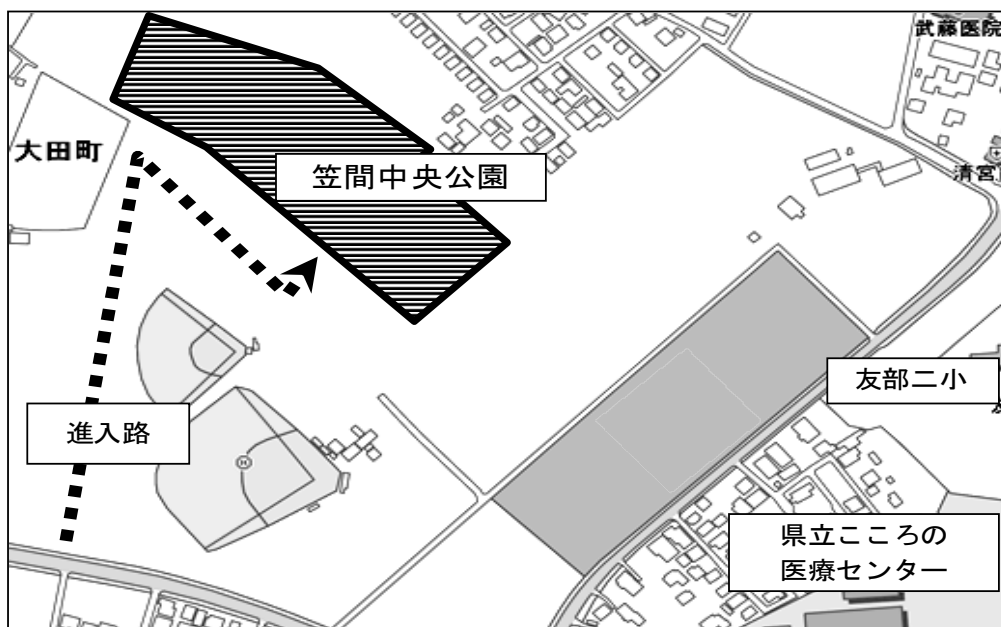 武藤医院
大田町
笠間中央公園
清宮
友部二小
進入路
県立こころの
医療センター
H